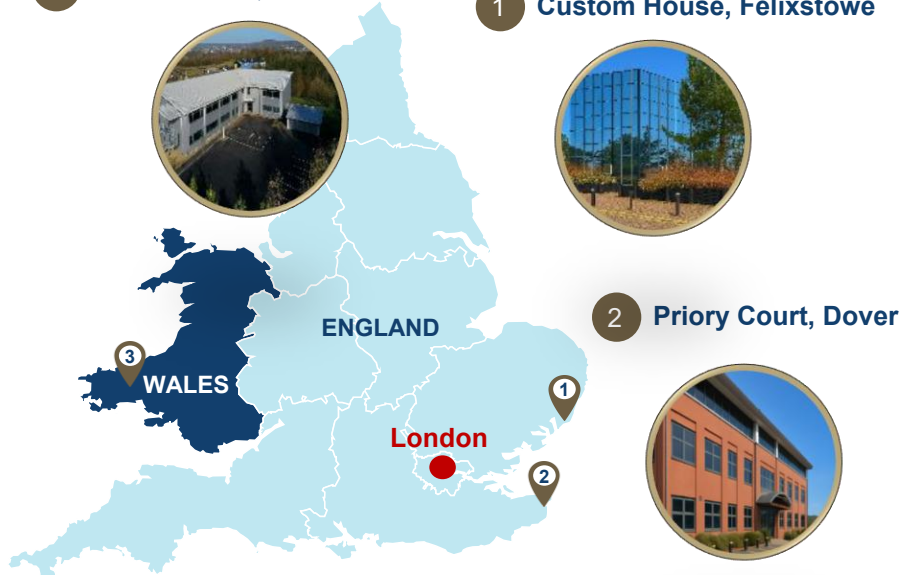 1 Custom House, Felixstowe
2 Priory Court, Dover
ENGLAND
3
WALES
1
London
2